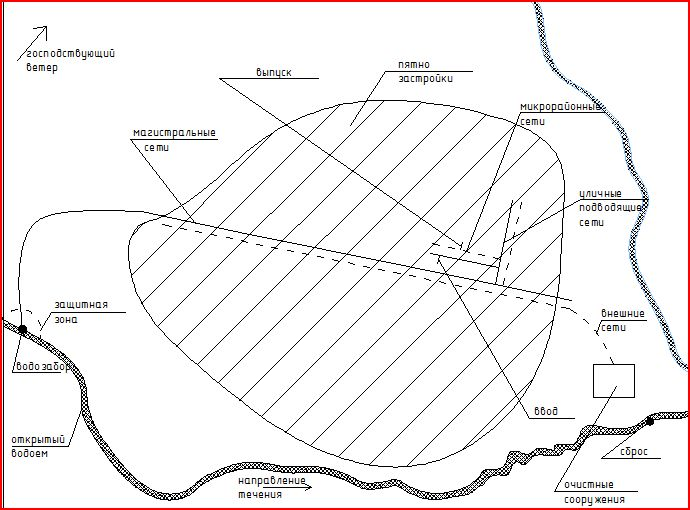 господствующий
ветер
выпуск
пятно
застройки
микрорайонные
сети
магистральные
сети
уличные
подводящие
сети
защитная
зона
внешние
сети
водозабор
ввод
открытый
водоем
сброс
направление
течения
очистные
сооружения